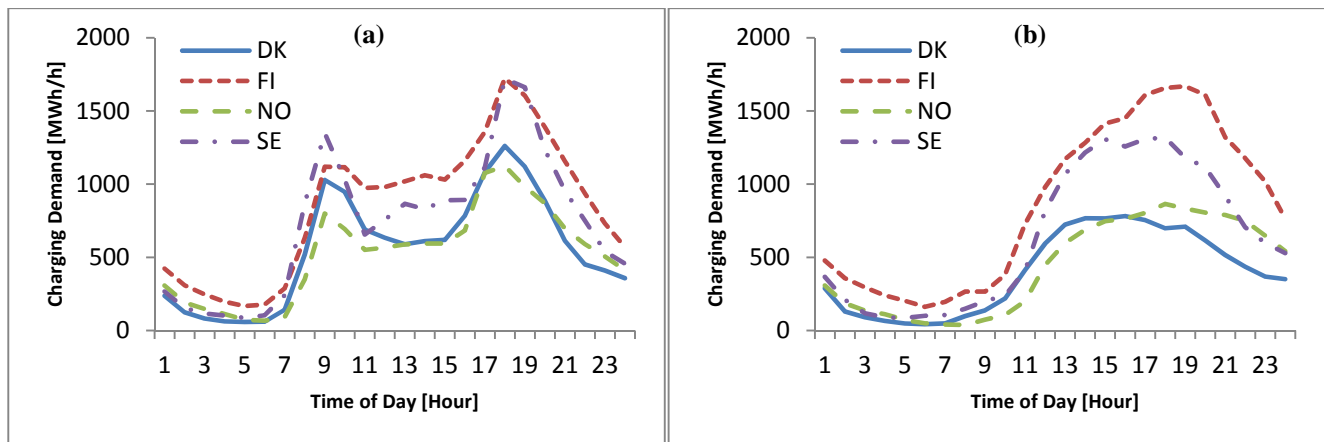 (a)
2000
1500
1000
500
0
Charging Demand [MWh/h]
DK
FI
NO
SE
1 3 5 7 9 11 13 15 17 19 21 23
Time of Day [Hour]
(b)
2000
1500
1000
500
0
Charging Demand [MWh/h]
DK
FI
NO
SE
1 3 5 7 9 11 13 15 17 19 21 23
Time of Day [Hour]